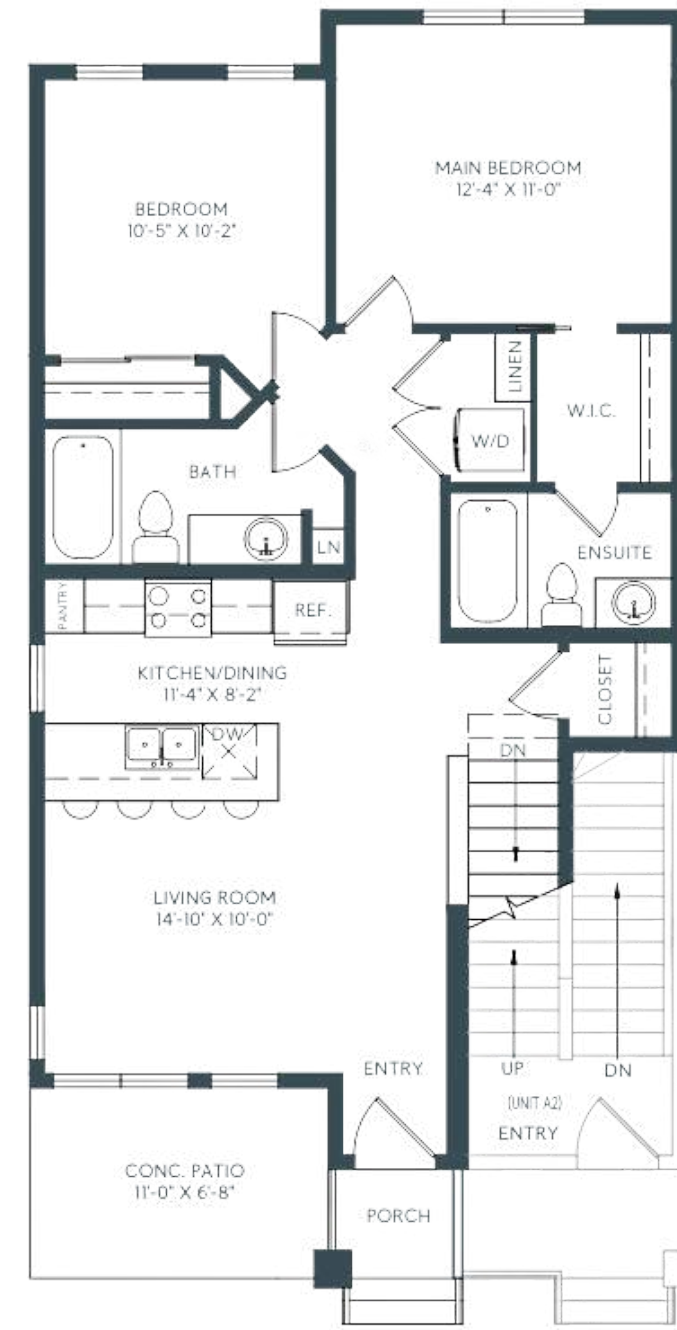 MAIN BEDROOM
12'-4" X 11'-0"
BEDROOM
10'-5" X 10'-2"
LINEN
W.I.C.
W/D
BATH
LN
ENSUITE
PANTRY
REF.
KITCHEN/DINING
11'-4" X 8'-2"
CLOSET
DW
DN
LIVING ROOM
14'-10" X 10'-0"
ENTRY
UP
DN
(UNIT A2)
ENTRY
CONC. PATIO
11'-0" X 6'-8"
PORCH